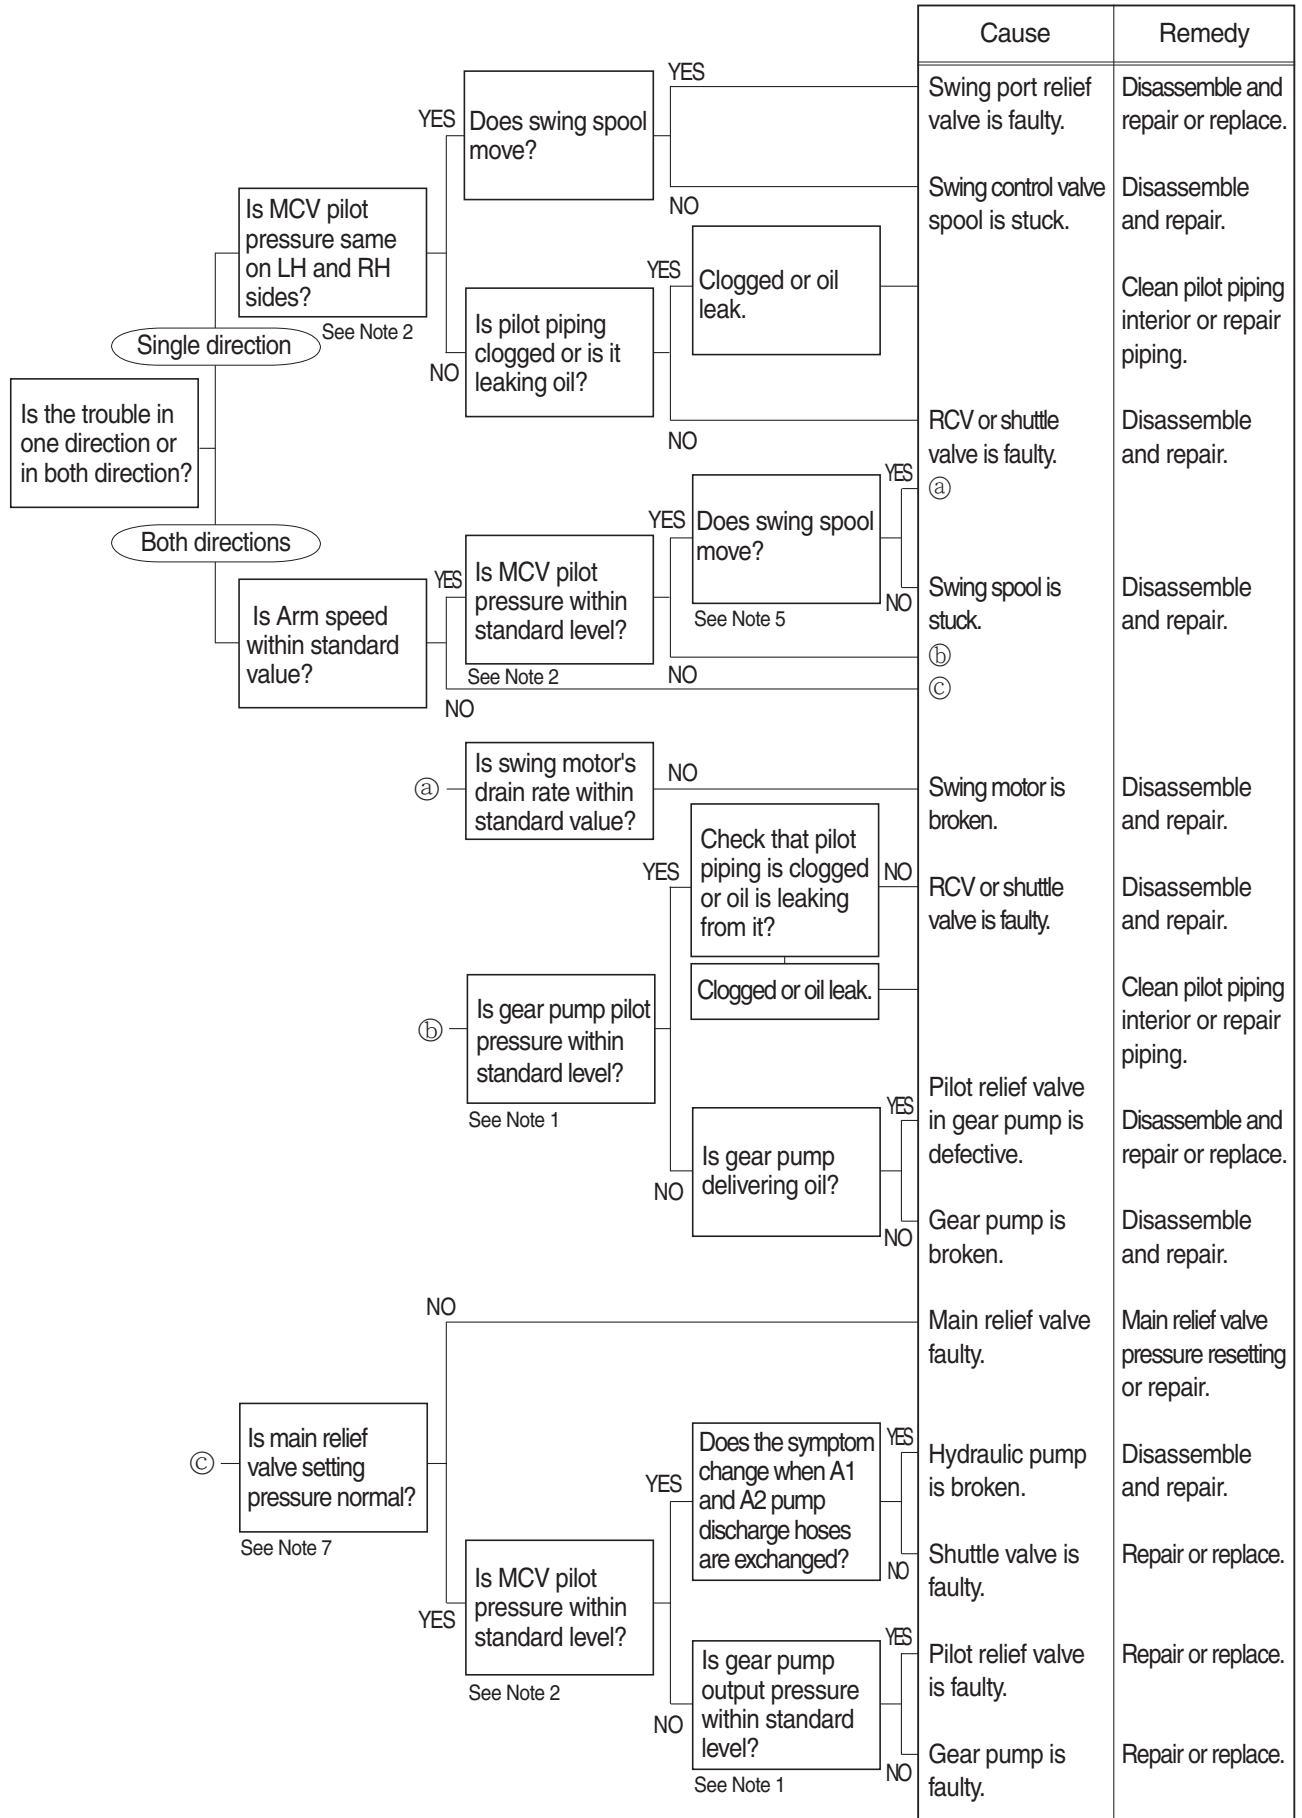 Cause
Remedy
YES
Swing port relief
valve is faulty.
Disassemble and
repair or replace.
YES
Does swing spool
move?
NO
Swing control valve
spool is stuck.
Disassemble
and repair.
Is MCV pilot
pressure same
on LH and RH
sides?
See Note 2
YES
Clogged or oil
leak.
Clean pilot piping
interior or repair
piping.
Single direction
NO
Is pilot piping
clogged or is it
leaking oil?
NO
RCV or shuttle
valve is faulty.
Disassemble
and repair.
Is the trouble in
one direction or
in both direction?
Both directions
YES
ⓐ
YES
Does swing spool
move?
See Note 5
NO
Swing spool is
stuck.
Disassemble
and repair.
YES
Is MCV pilot
pressure within
standard level?
See Note 2
NO
ⓑ
Is Arm speed
within standard
value?
NO
ⓒ
ⓐ
Is swing motor's
drain rate within
standard value?
NO
Swing motor is
broken.
Disassemble
and repair.
YES
Check that pilot
piping is clogged
or oil is leaking
from it?
NO
RCV or shuttle
valve is faulty.
Disassemble
and repair.
Clogged or oil leak.
Clean pilot piping
interior or repair
piping.
ⓑ
Is gear pump pilot
pressure within
standard level?
See Note 1
NO
Is gear pump
delivering oil?
YES
Pilot relief valve
in gear pump is
defective.
Disassemble and
repair or replace.
NO
Gear pump is
broken.
Disassemble
and repair.
NO
Main relief valve
faulty.
Main relief valve
pressure resetting
or repair.
ⓒ
Is main relief
valve setting
pressure normal?
See Note 7
YES
Does the symptom
change when A1
and A2 pump
discharge hoses
are exchanged?
YES
Hydraulic pump
is broken.
Disassemble
and repair.
NO
Shuttle valve is
faulty.
Repair or replace.
YES
Is MCV pilot
pressure within
standard level?
See Note 2
NO
Is gear pump
output pressure
within standard
level?
See Note 1
YES
Pilot relief valve
is faulty.
Repair or replace.
NO
Gear pump is
faulty.
Repair or replace.